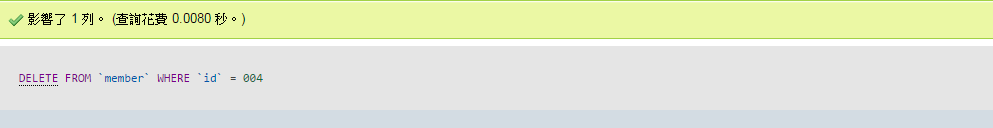 影響了 1 列。 (查詢花費 0.0080 秒。)
DELETE FROM `member` WHERE `id` = 004